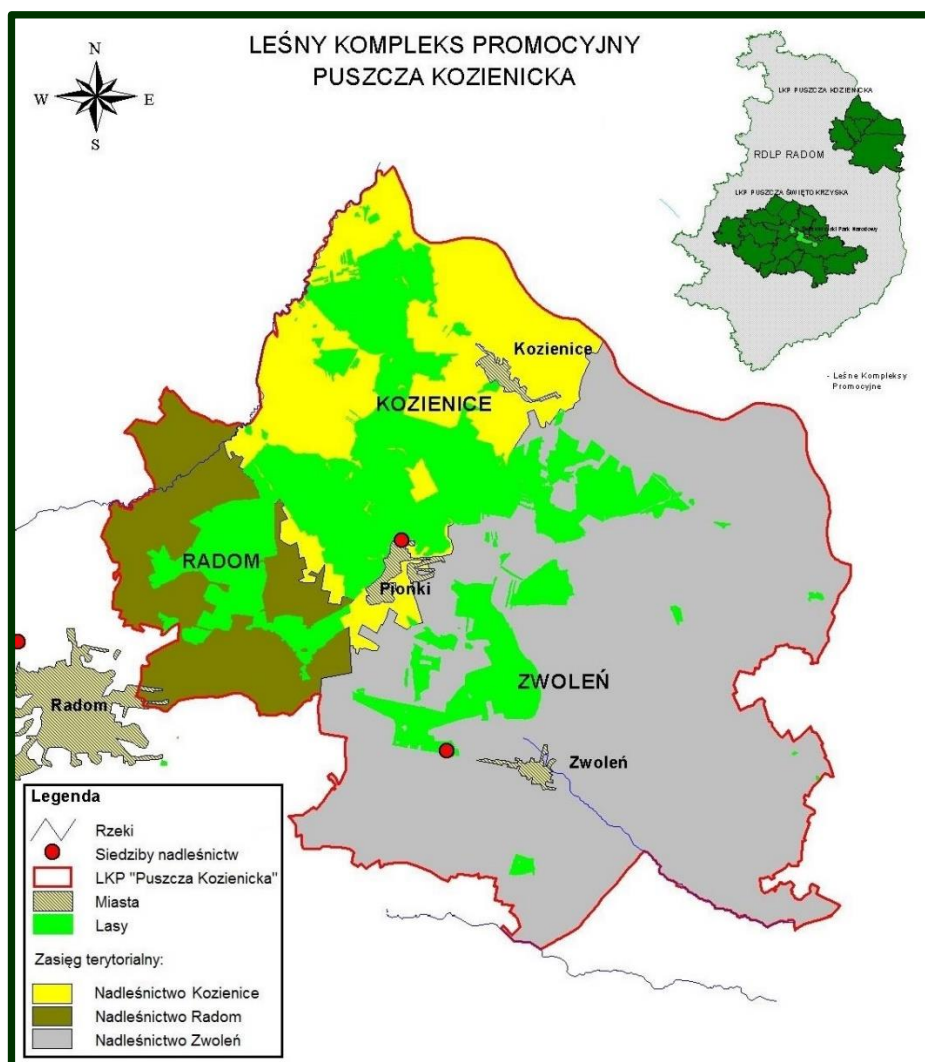 LEŚNY KOMPLEKS PROMOCYJNY
PUSZCZA KOZIENICKA
N
W
E
S
LKP PUSZCZA KOZIENICKA
RDLP RADOM
LKP PUSZCZA ŚWIĘTOKRZYSKA
Park Narodowy
- Leśne Kompleksy
Promocyjne
Kozienice
KOZIENICE
RADOM
Pionki
ZWOLEŃ
Radom
Zwoleń
Legenda
Rzeki
Siedziby nadleśnictw
LKP "Puszcza Kozienicka"
Miasta
Lasy
Zasięg terytorialny:
Nadleśnictwo Kozienice
Nadleśnictwo Radom
Nadleśnictwo Zwoleń